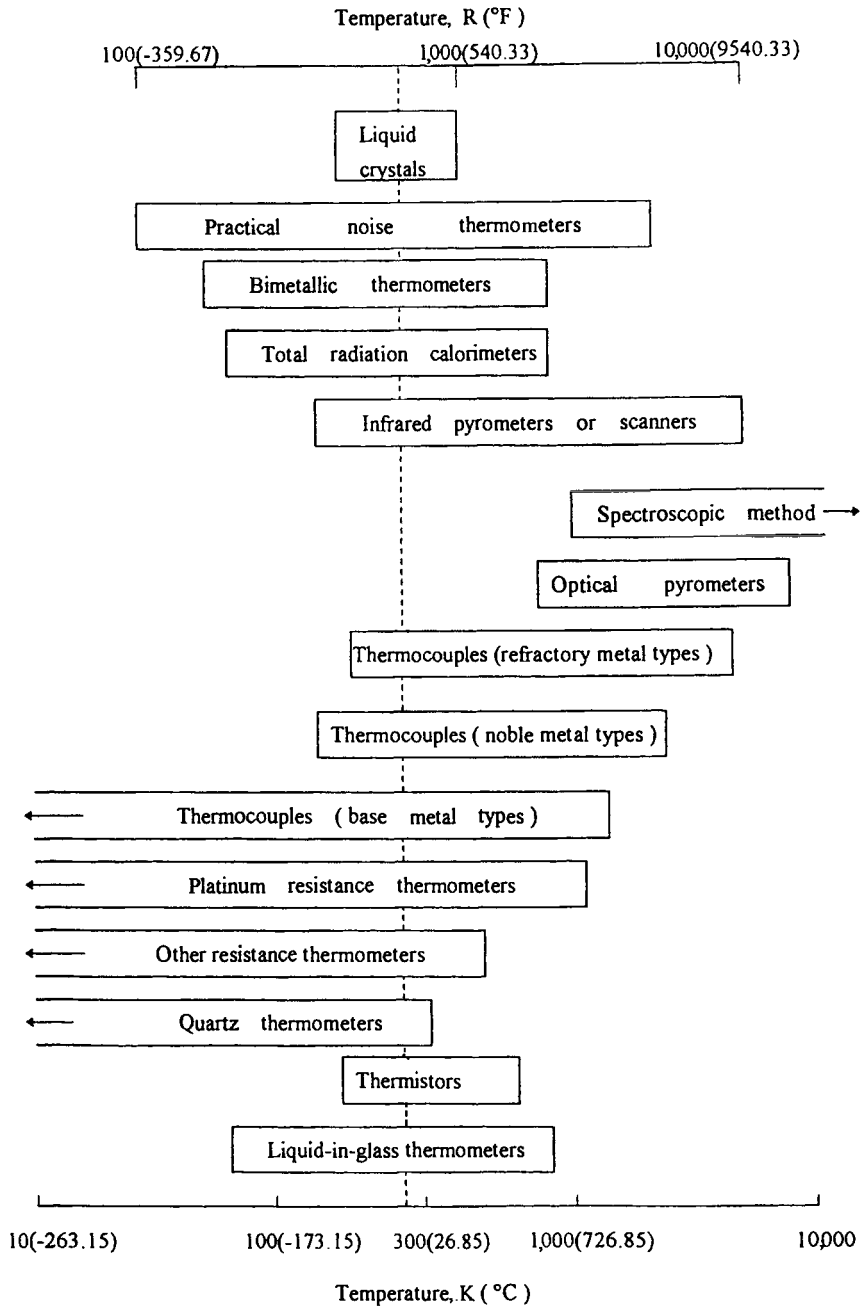 Temperature, R (°F)
100(-359.67) 1,000(540.33) 10,000(9540.33)
Liquid
crystals
Practical noise thermometers
Bimetallic thermometers
Total radiation calorimeters
Infrared pyrometers or scanners
Spectroscopic method
Optical pyrometers
Thermocouples (refractory metal types )
Thermocouples ( noble metal types )
Thermocouples ( base metal types )
Platinum resistance thermometers
Other resistance thermometers
Quartz thermometers
Thermistors
Liquid-in-glass thermometers
10(-263.15) 100(-173.15) 300(26.85) 1,000(726.85) 10,000
Temperature, K ( °C )